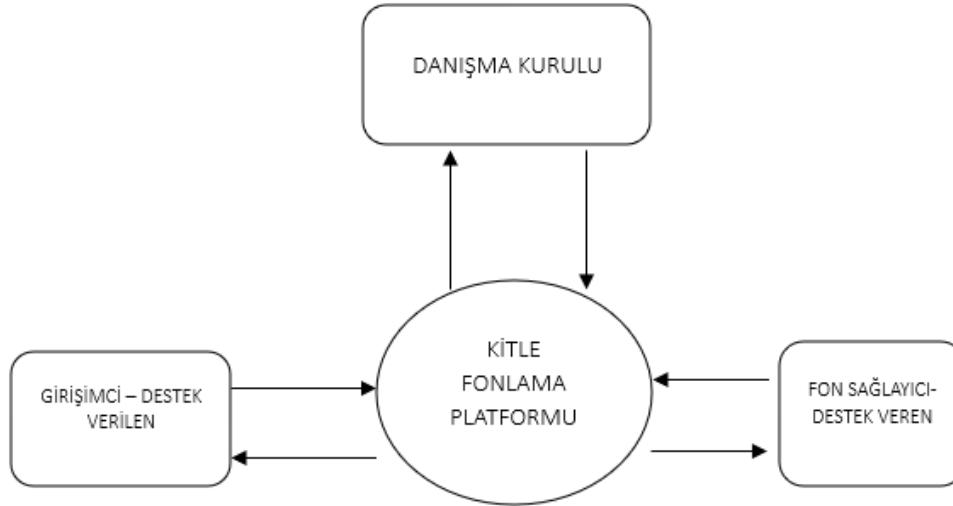 DANIŞMA KURULU
KİTLE
FONLAMA
PLATFORMU
GİRİŞİMCİ – DESTEK
VERİLEN
FON SAĞLAYICI-
DESTEK VEREN